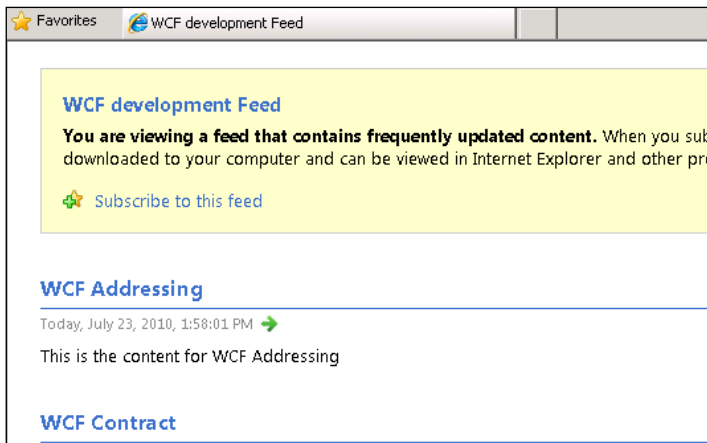 Favorites WCF development Feed
WCF development Feed
You are viewing a feed that contains frequently updated content. When you sub
downloaded to your computer and can be viewed in Internet Explorer and other pro
Subscribe to this feed
WCF Addressing
Today, July 23, 2010, 1:58:01 PM
This is the content for WCF Addressing
WCF Contract